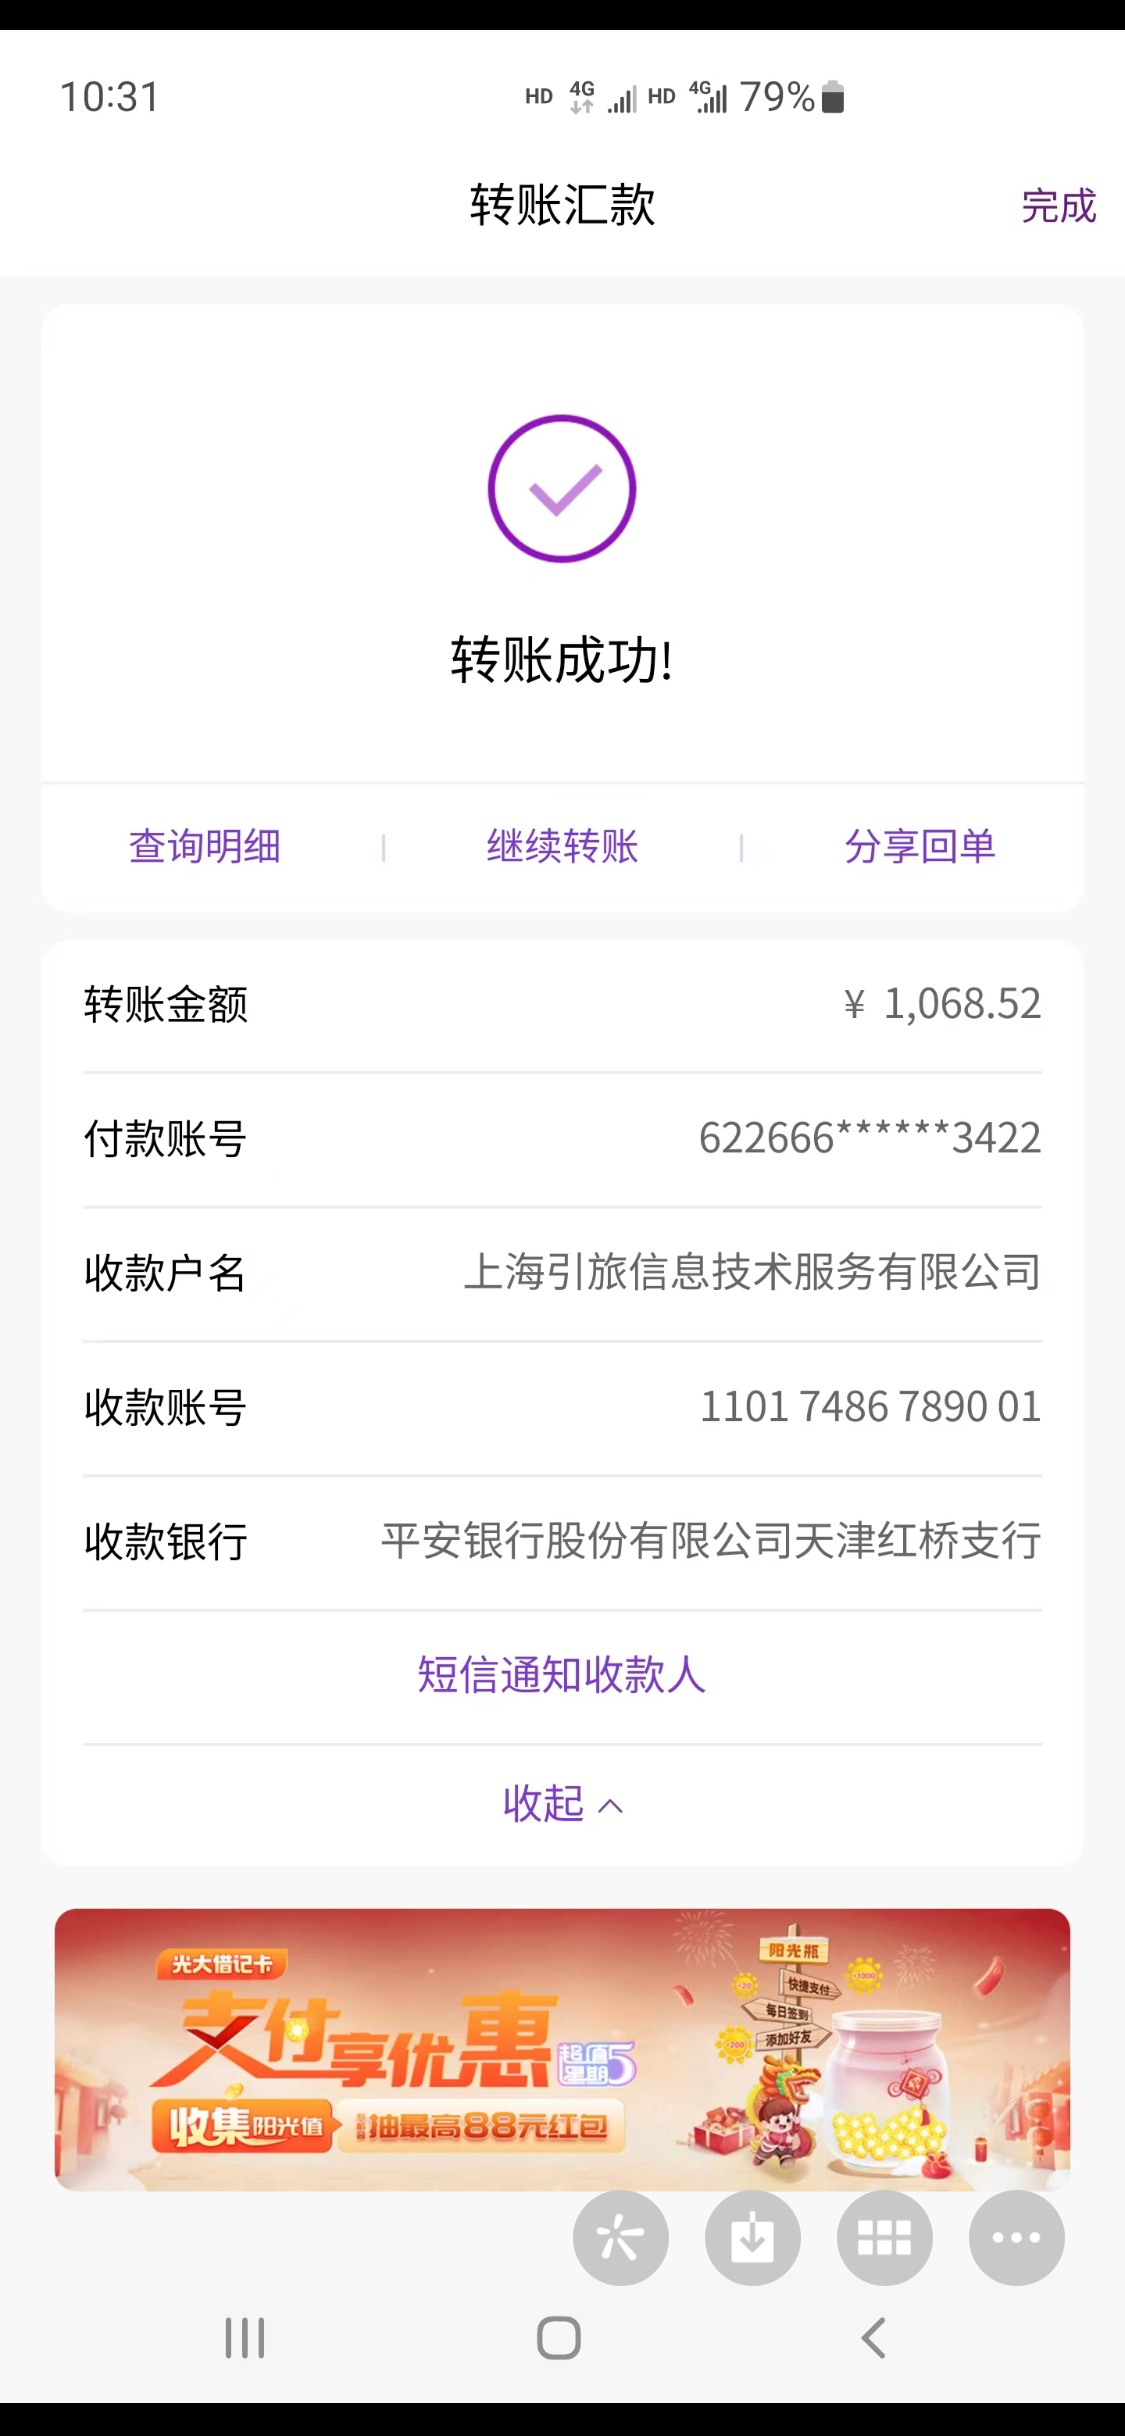 10:31 HD 4G HD 4G 79%
转账汇款 完成
转账成功!
查询明细 继续转账 分享回单
转账金额 ¥ 1,068.52
付款账号 622666******3422
收款户名 上海引旅信息技术服务有限公司
收款账号 1101 7486 7890 01
收款银行 平安银行股份有限公司天津红桥支行
短信通知收款人
收起
光大借记卡
支付享优惠 超值星期5
收集阳光值 抽最高88元红包
阳光瓶
快捷支付
每日签到
添加好友
+20
+1000
+200